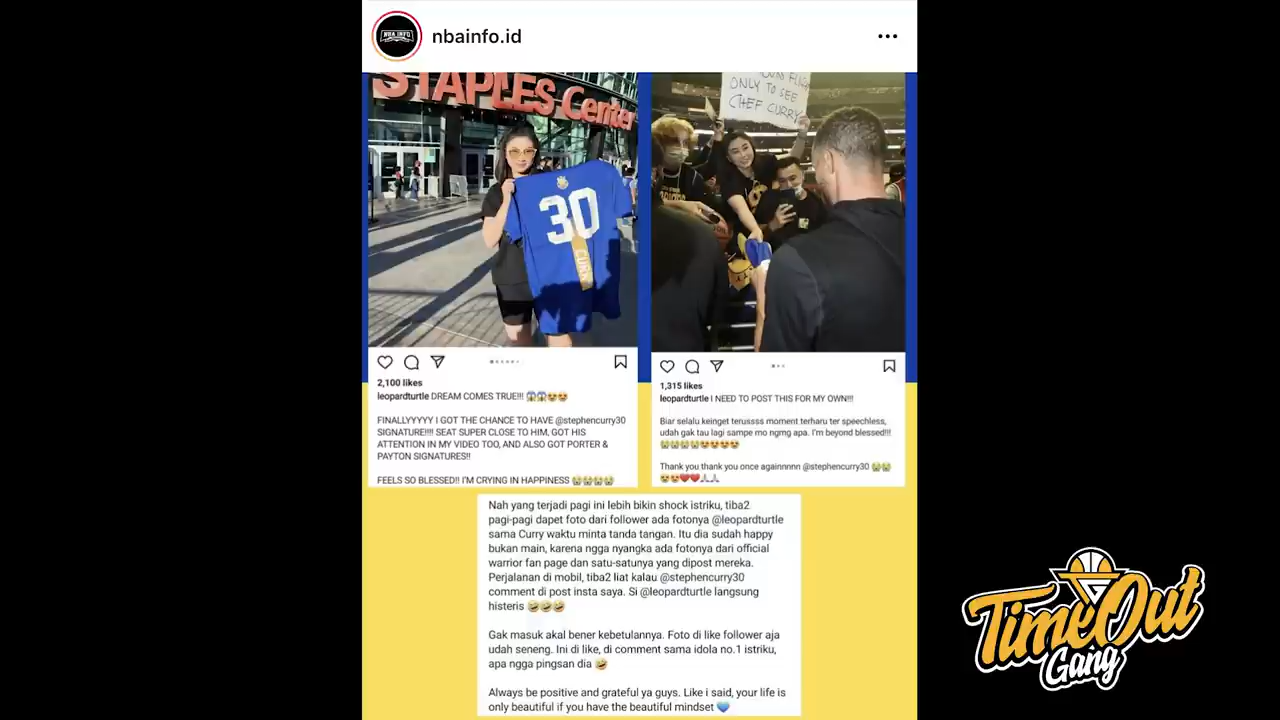 nbainfo.id
NBA INFO
STAPLES Center
30
CURRY
2,100 likes
leopardturtle DREAM COMES TRUE!!! 😱😱😍😍
FINALLYYYYY I GOT THE CHANCE TO HAVE @stephencurry30
SIGNATURE!!!! SEAT SUPER CLOSE TO HIM, GOT HIS
ATTENTION IN MY VIDEO TOO, AND ALSO GOT PORTER &
PAYTON SIGNATURES!!
FEELS SO BLESSED!! I'M CRYING IN HAPPINESS 😭😭😭😭
ONLY TO SEE
CHEF CURRY
1,315 likes
leopardturtle I NEED TO POST THIS FOR MY OWN!!!
Biar selalu keinget terussss moment terharu ter speechless,
udah gak tau lagi sampe mo ngmg apa. I'm beyond blessed!!!
😭😭😭😭😍😍😍😍
Thank you thank you once againnnnn @stephencurry30 😭😭
😍😍❤️❤️🙏🙏
Nah yang terjadi pagi ini lebih bikin shock istriku, tiba2
pagi-pagi dapet foto dari follower ada fotonya @leopardturtle
sama Curry waktu minta tanda tangan. Itu dia sudah happy
bukan main, karena ngga nyangka ada fotonya dari official
warrior fan page dan satu-satunya yang dipost mereka.
Perjalanan di mobil, tiba2 liat kalau @stephencurry30
comment di post insta saya. Si @leopardturtle langsung
histeris 🤣🤣🤣
Gak masuk akal bener kebetulannya. Foto di like follower aja
udah seneng. Ini di like, di comment sama idola no.1 istriku,
apa ngga pingsan dia 🤣
Always be positive and grateful ya guys. Like i said, your life is
only beautiful if you have the beautiful mindset 💙
TimeOut
Gang